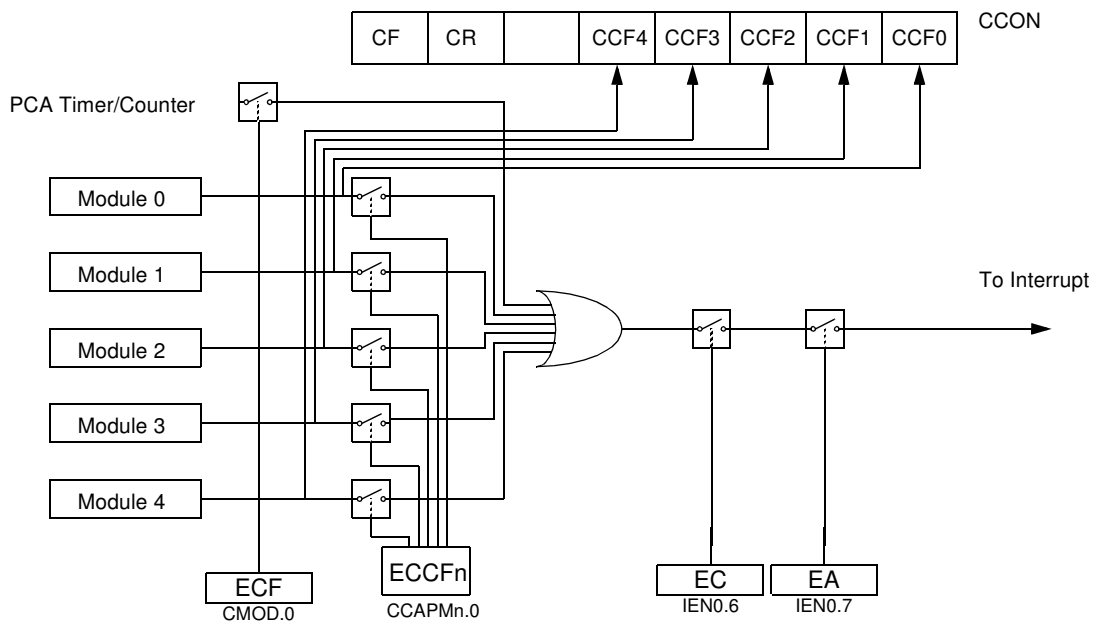 CF CR CCF4 CCF3 CCF2 CCF1 CCF0 CCON
PCA Timer/Counter
Module 0
Module 1
To Interrupt
Module 2
Module 3
Module 4
ECF
CMOD.0
ECCFn
CCAPMn.0
EC
IEN0.6
EA
IEN0.7